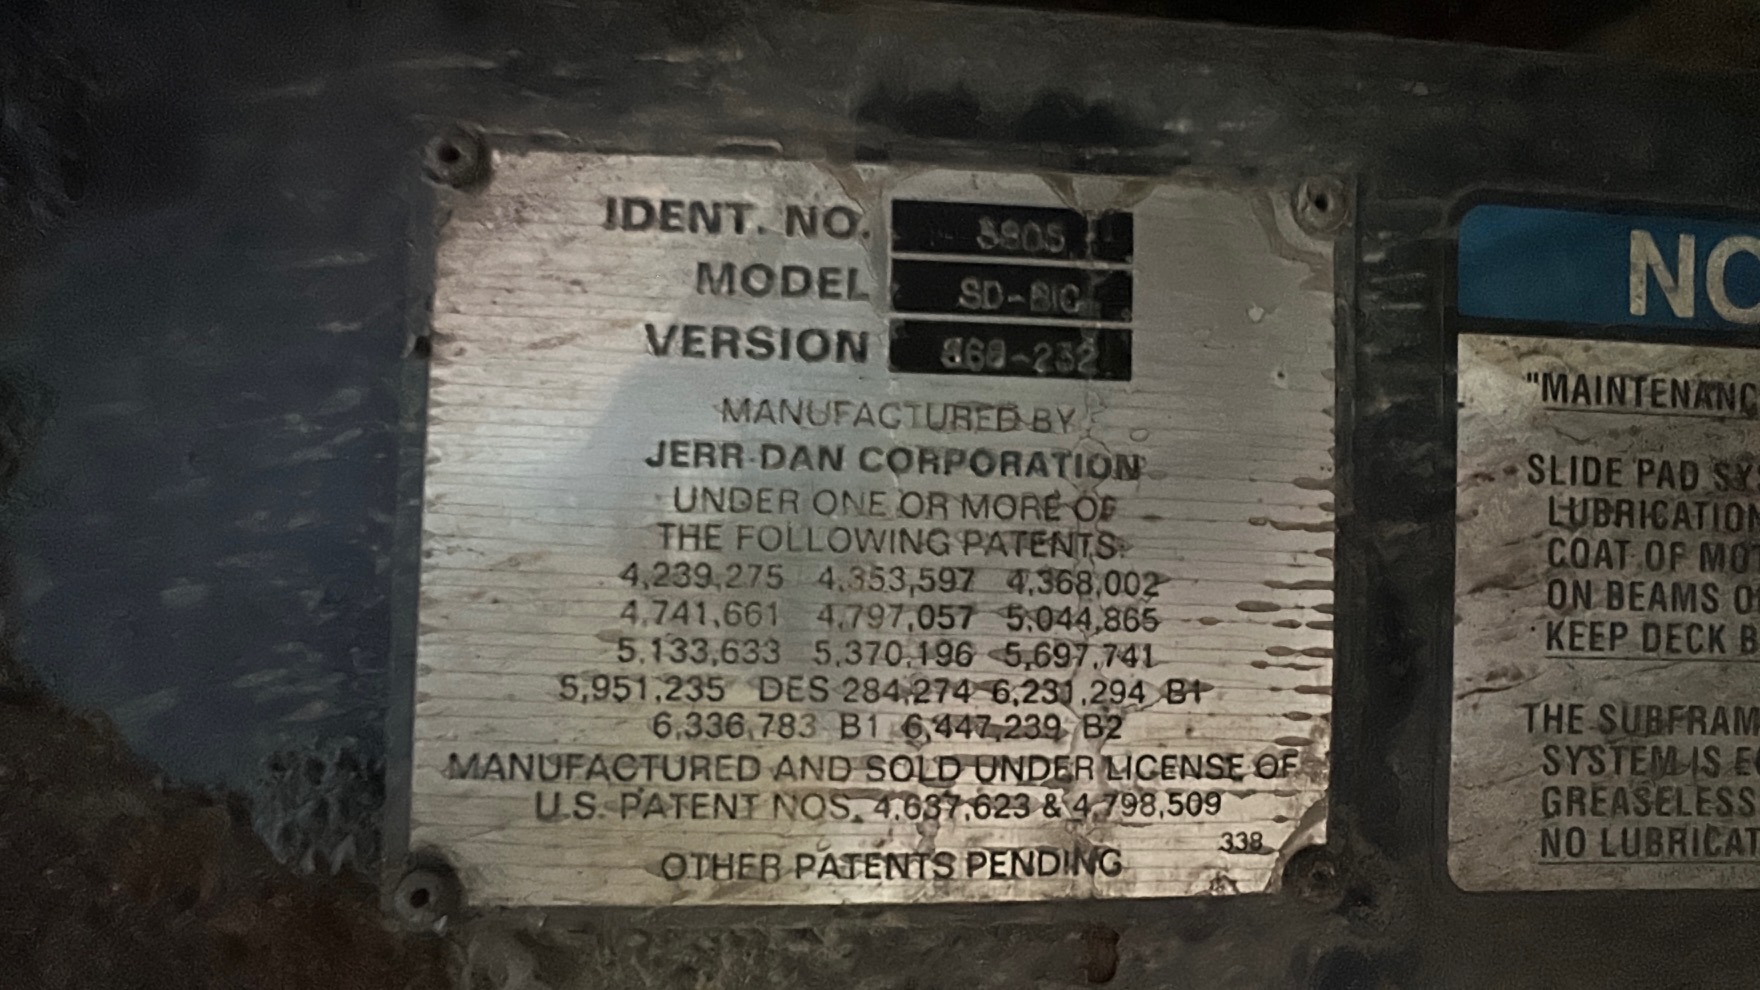 IDENT. NO.
MODEL
VERSION
MANUFACTURED BY
JERR-DAN CORPORATION
UNDER ONE OR MORE OF
THE FOLLOWING PATENTS:
4,239,275 4,353,597 4,368,002
4,741,661 4,797,057 5,044,865
5,133,633 5,370,196 5,697,741
5,951,235 DES 284,274 6,231,294 B1
6,336,783 B1 6,447,239 B2
MANUFACTURED AND SOLD UNDER LICENSE OF
U.S. PATENT NOS. 4,637,623 & 4,798,509
338
OTHER PATENTS PENDING
NO
"MAINTENANC
SLIDE PAD SY
LUBRICATION
COAT OF MO
ON BEAMS O
KEEP DECK B
THE SUBFRAM
SYSTEM IS E
GREASELESS
NO LUBRICAT